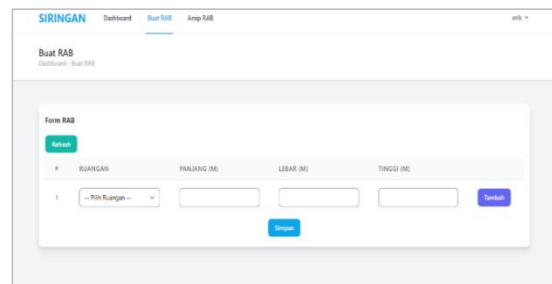 SIRINGAN Dashboard Buat RAB Arsip RAB erik
Buat RAB
Dashboard - Buat RAB
Form RAB
Refresh
# RUANGAN PANJANG (M) LEBAR (M) TINGGI (M)
1 -- Pilih Ruangan -- Tambah
Simpan